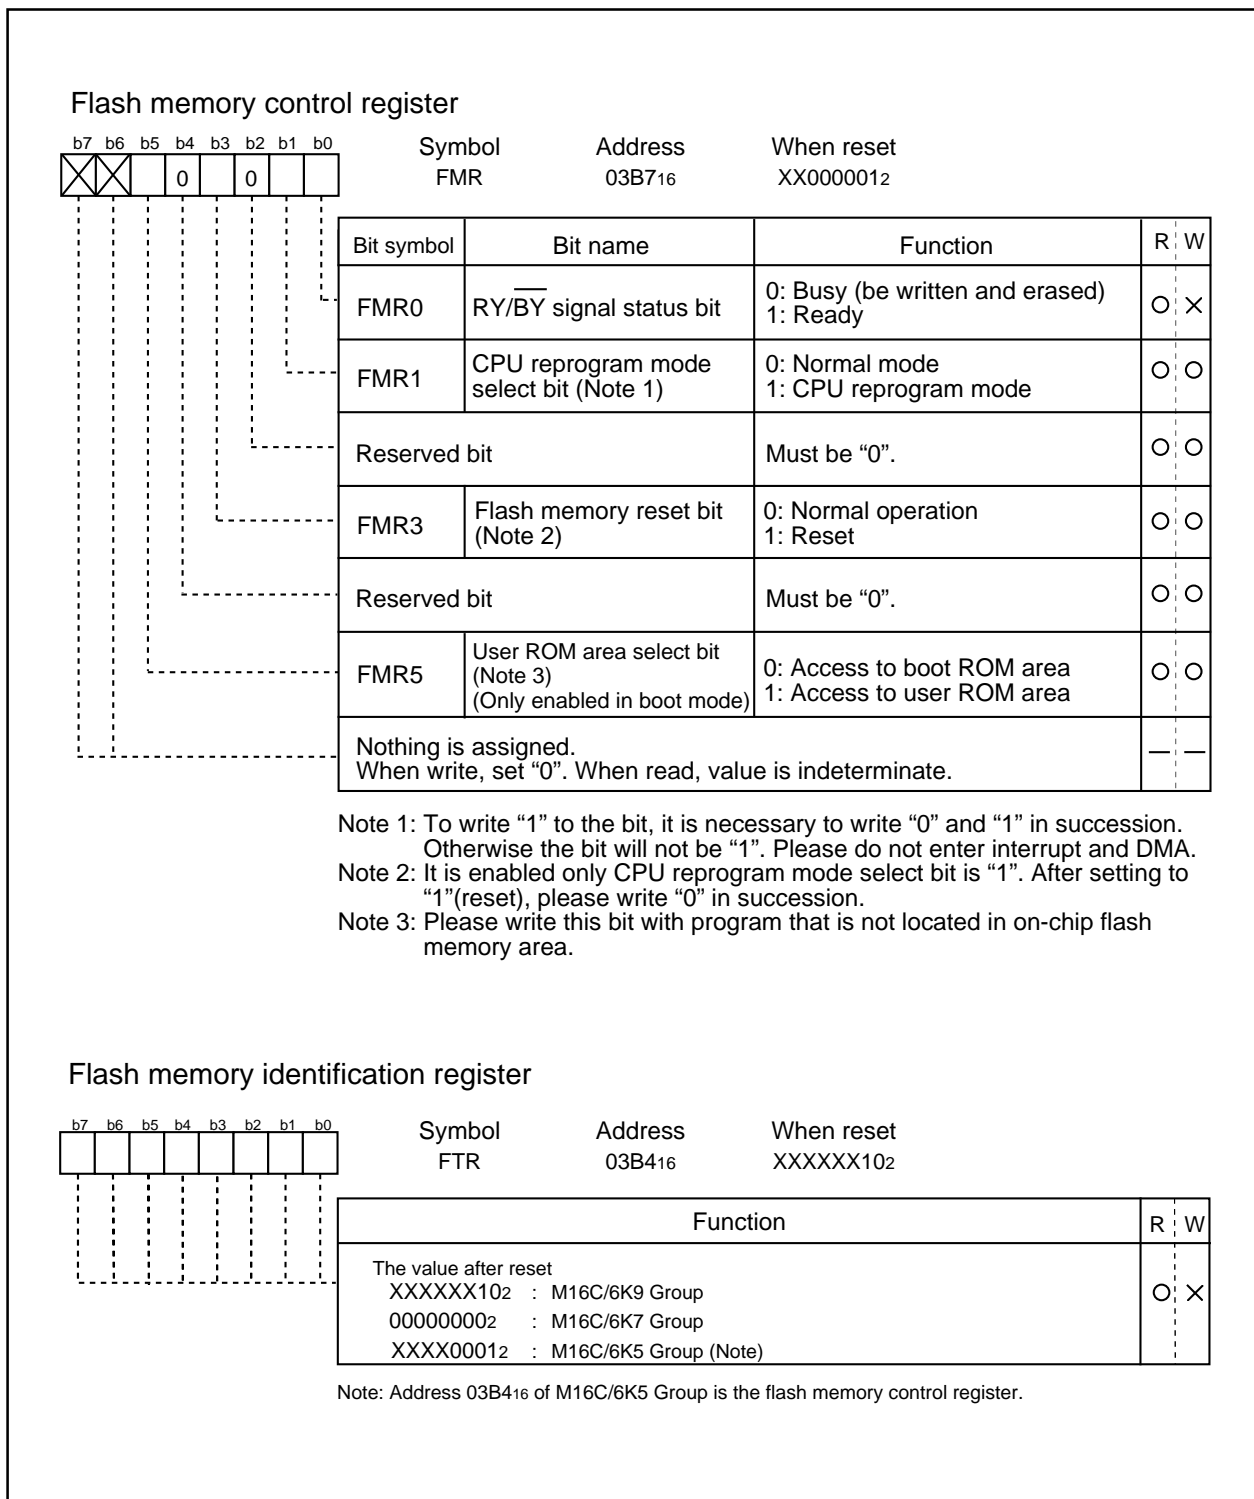 Flash memory control register
b7 b6 b5 b4 b3 b2 b1 b0
0 0
Symbol Address When reset
FMR 03B716 XX0000012
Bit symbol Bit name Function R W
FMR0 RY/BY signal status bit 0: Busy (be written and erased)
1: Ready
FMR1 CPU reprogram mode
select bit (Note 1) 0: Normal mode
1: CPU reprogram mode
Reserved bit Must be “0”.
FMR3 Flash memory reset bit
(Note 2) 0: Normal operation
1: Reset
Reserved bit Must be “0”.
FMR5 User ROM area select bit
(Note 3)
(Only enabled in boot mode) 0: Access to boot ROM area
1: Access to user ROM area
Nothing is assigned.
When write, set “0”. When read, value is indeterminate.
Note 1: To write “1” to the bit, it is necessary to write “0” and “1” in succession.
Otherwise the bit will not be “1”. Please do not enter interrupt and DMA.
Note 2: It is enabled only CPU reprogram mode select bit is “1”. After setting to
“1”(reset), please write “0” in succession.
Note 3: Please write this bit with program that is not located in on-chip flash
memory area.
Flash memory identification register
b7 b6 b5 b4 b3 b2 b1 b0
Symbol Address When reset
FTR 03B416 XXXXXX102
Function R W
The value after reset
XXXXXX102 : M16C/6K9 Group
000000002 : M16C/6K7 Group
XXXX00012 : M16C/6K5 Group (Note)
Note: Address 03B416 of M16C/6K5 Group is the flash memory control register.